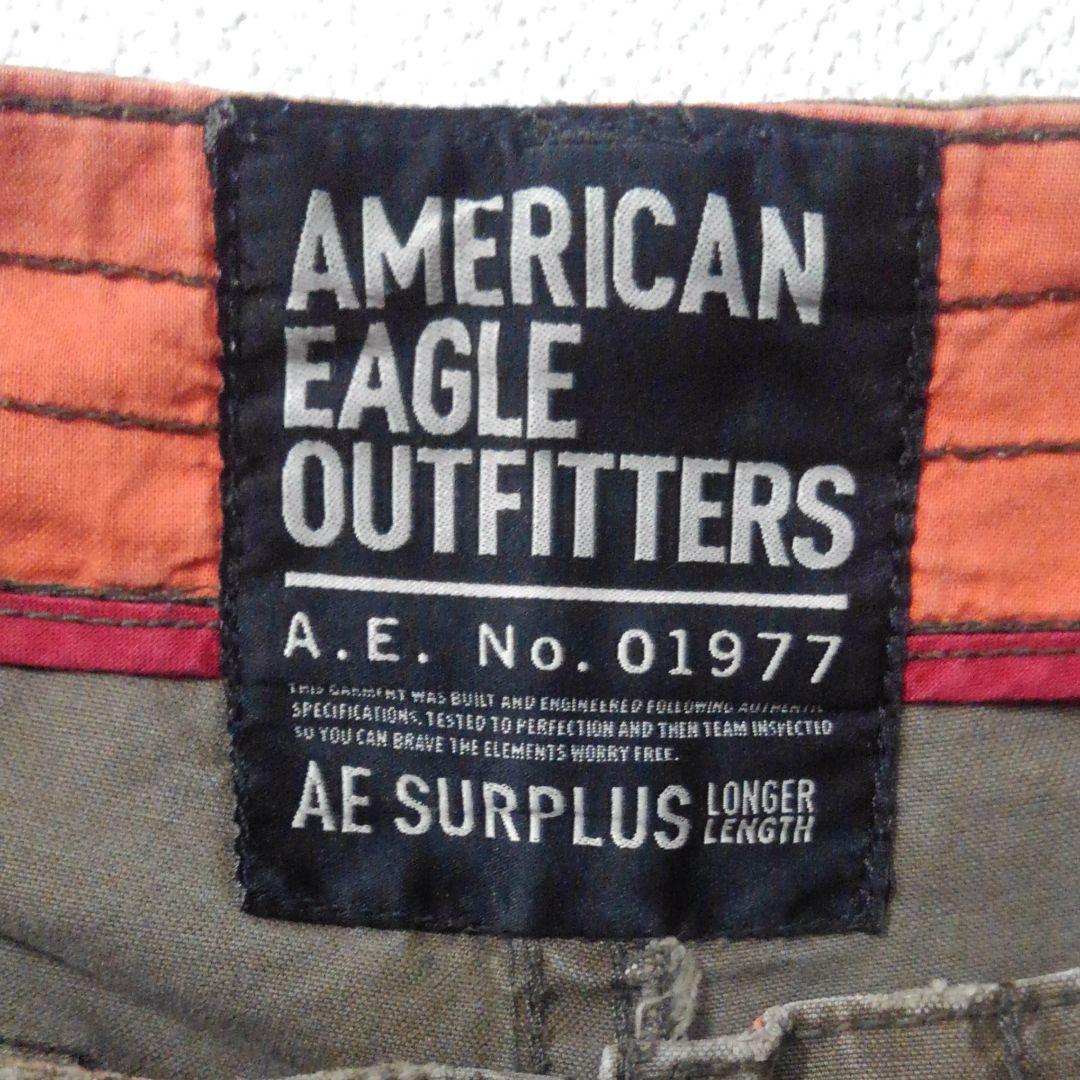 AMERICAN
EAGLE
OUTFITTERS
A.E. No. 01977
THIS GARMENT WAS BUILT AND ENGINEERED FOLLOWING AUTHENTIC
SPECIFICATIONS, TESTED TO PERFECTION AND THEN TEAM INSPECTED
SO YOU CAN BRAVE THE ELEMENTS WORRY FREE.
AE SURPLUS LONGER
LENGTH